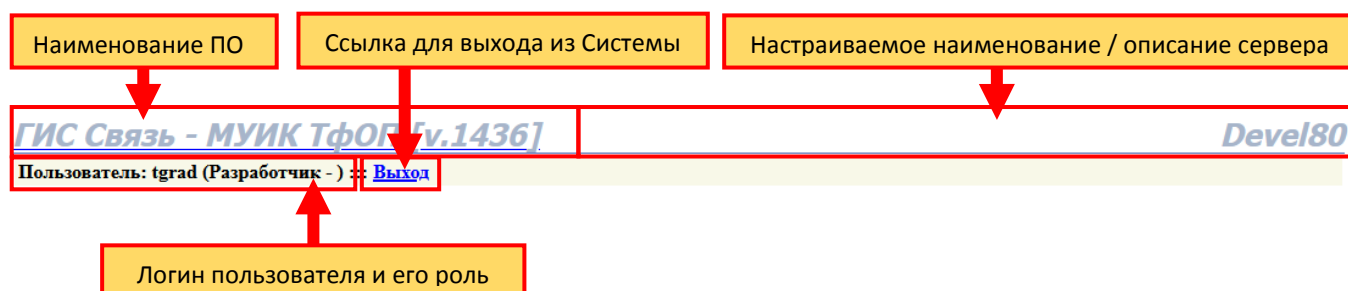 Наименование ПО
Ссылка для выхода из Системы
Настраиваемое наименование / описание сервера
ГИС Связь - МУИК ТфОП [v.1436]
Devel80
Пользователь: tgrad (Разработчик - ) ::: Выход
Логин пользователя и его роль